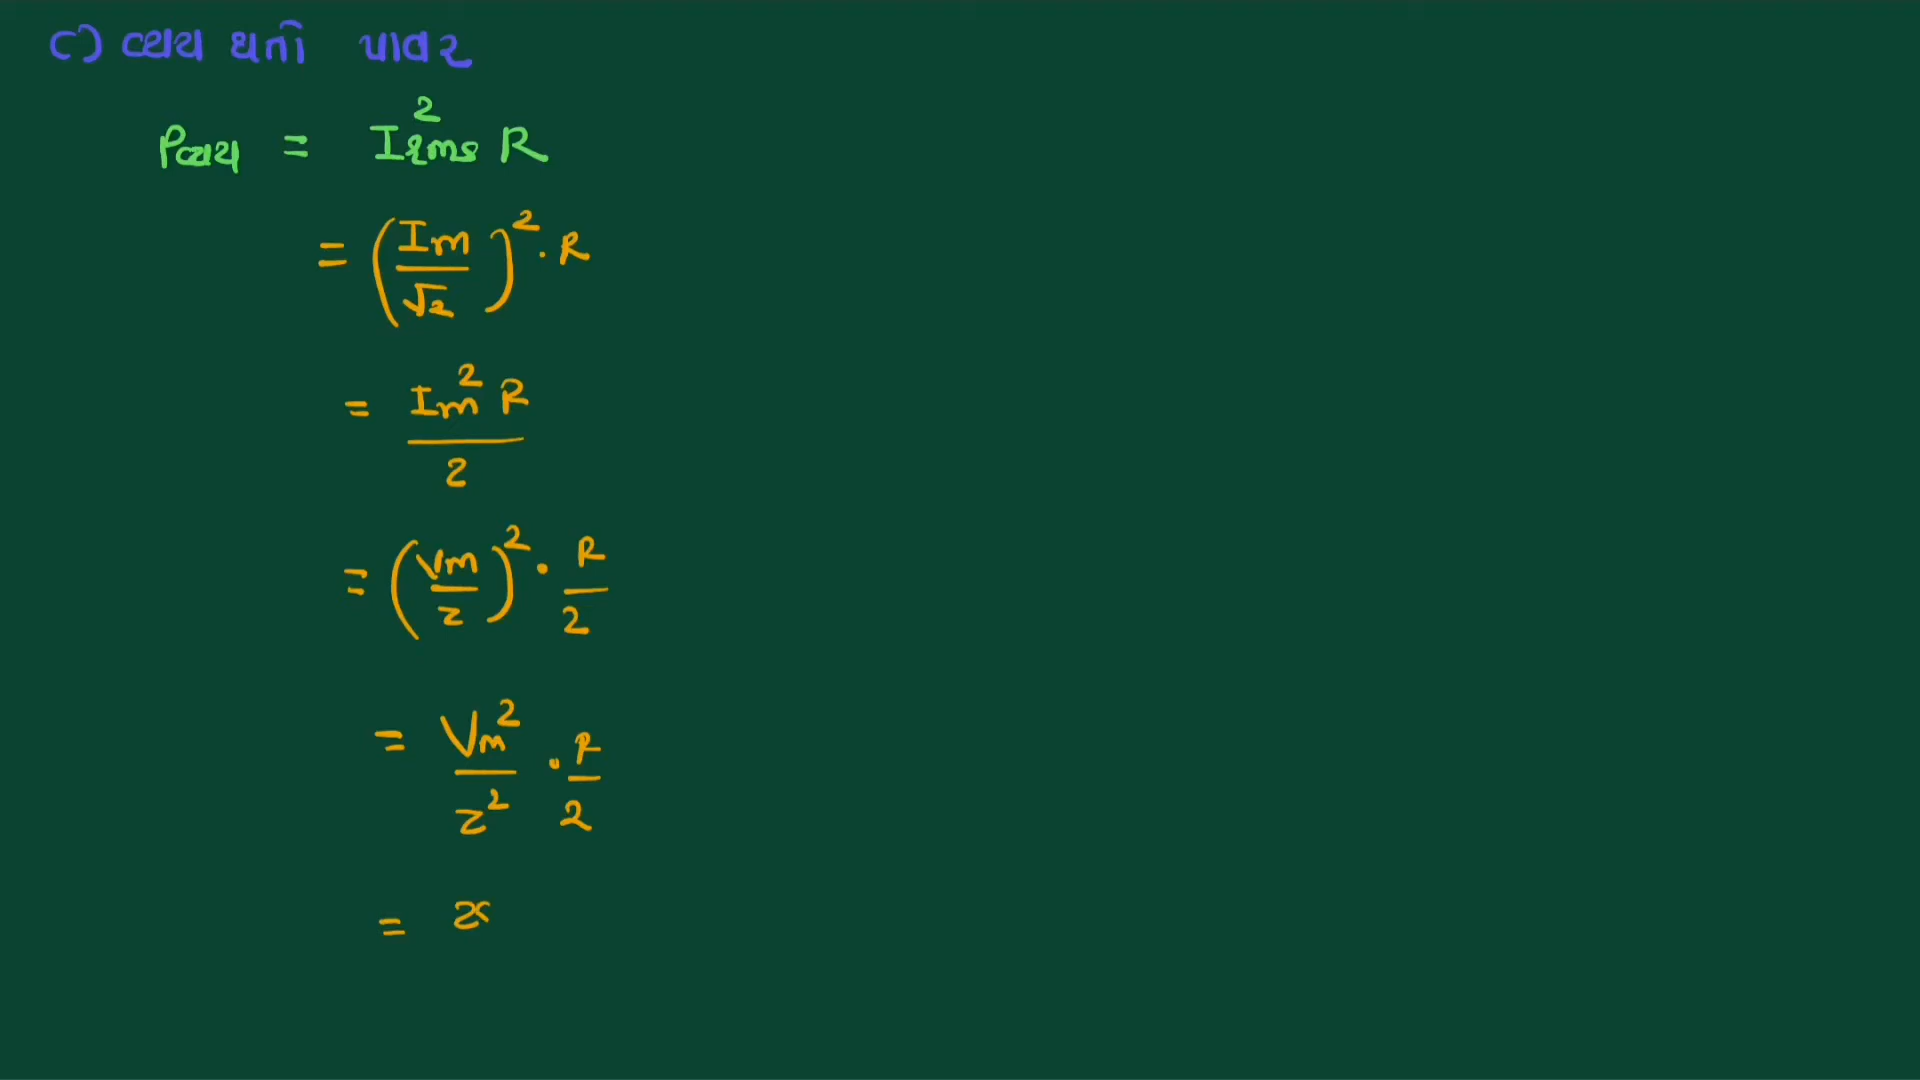 c) વ્યય થતો પાવર
Pવ્યય = I²rms R
= (Im/√2)² · R
= Im² R / 2
= (Vm/z)² · R/2
= Vm²/z² · R/2
=